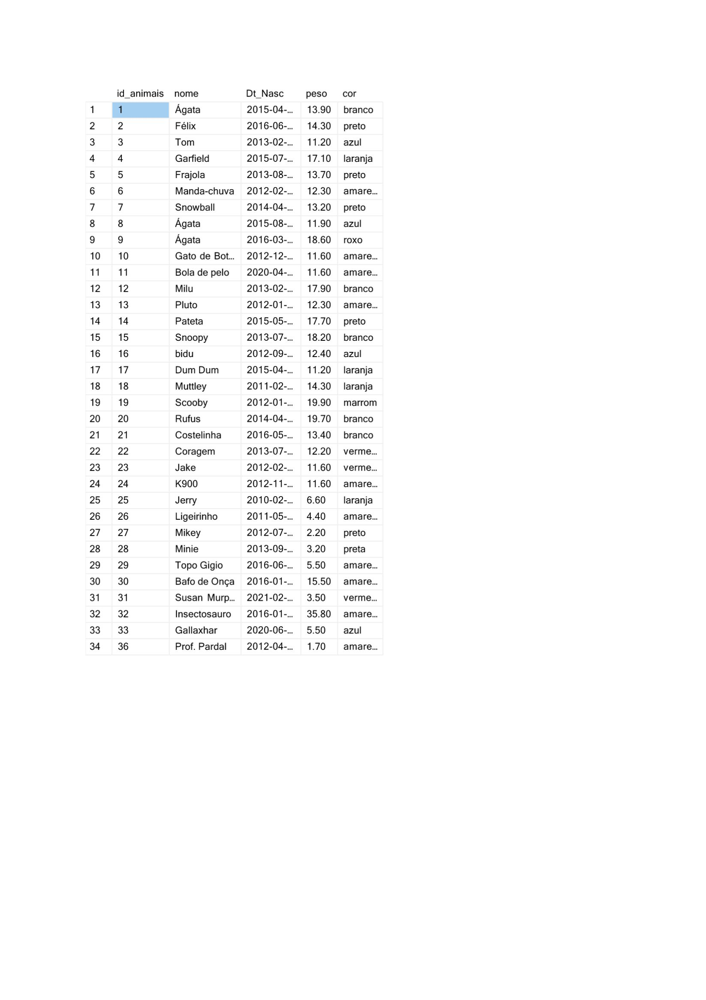 id_animais nome Dt_Nasc peso cor
1 1 Ágata 2015-04-... 13.90 branco
2 2 Félix 2016-06-... 14.30 preto
3 3 Tom 2013-02-... 11.20 azul
4 4 Garfield 2015-07-... 17.10 laranja
5 5 Frajola 2013-08-... 13.70 preto
6 6 Manda-chuva 2012-02-... 12.30 amare...
7 7 Snowball 2014-04-... 13.20 preto
8 8 Ágata 2015-08-... 11.90 azul
9 9 Ágata 2016-03-... 18.60 roxo
10 10 Gato de Bot... 2012-12-... 11.60 amare...
11 11 Bola de pelo 2020-04-... 11.60 amare...
12 12 Milu 2013-02-... 17.90 branco
13 13 Pluto 2012-01-... 12.30 amare...
14 14 Pateta 2015-05-... 17.70 preto
15 15 Snoopy 2013-07-... 18.20 branco
16 16 bidu 2012-09-... 12.40 azul
17 17 Dum Dum 2015-04-... 11.20 laranja
18 18 Muttley 2011-02-... 14.30 laranja
19 19 Scooby 2012-01-... 19.90 marrom
20 20 Rufus 2014-04-... 19.70 branco
21 21 Costelinha 2016-05-... 13.40 branco
22 22 Coragem 2013-07-... 12.20 verme...
23 23 Jake 2012-02-... 11.60 verme...
24 24 K900 2012-11-... 11.60 amare...
25 25 Jerry 2010-02-... 6.60 laranja
26 26 Ligeirinho 2011-05-... 4.40 amare...
27 27 Mikey 2012-07-... 2.20 preto
28 28 Minie 2013-09-... 3.20 preta
29 29 Topo Gigio 2016-06-... 5.50 amare...
30 30 Bafo de Onça 2016-01-... 15.50 amare...
31 31 Susan Murp... 2021-02-... 3.50 verme...
32 32 Insectosauro 2016-01-... 35.80 amare...
33 33 Gallaxhar 2020-06-... 5.50 azul
34 36 Prof. Pardal 2012-04-... 1.70 amare...